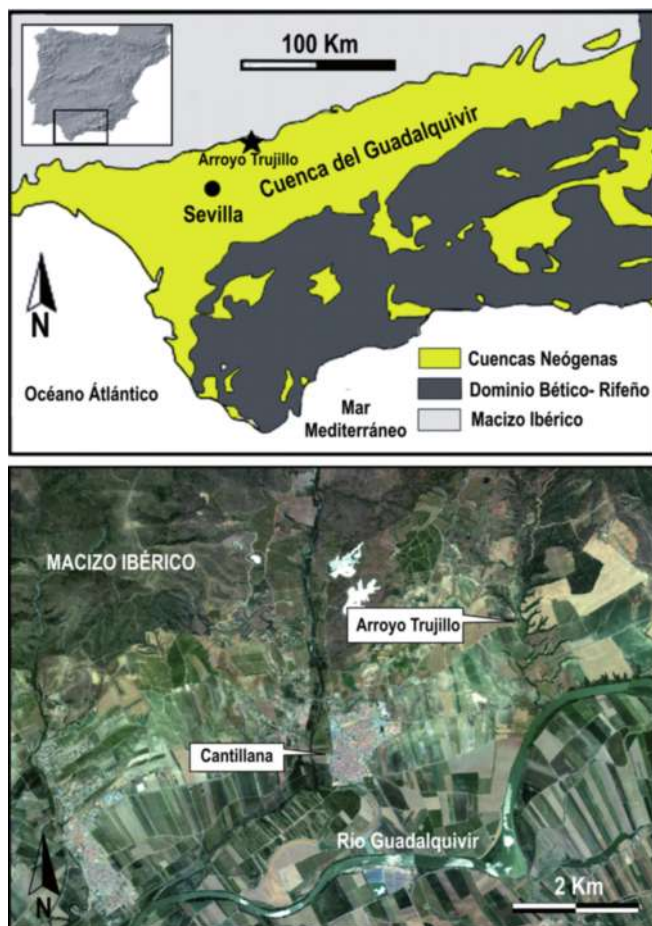 100 Km
Arroyo Trujillo
Cuenca del Guadalquivir
Sevilla
N
Océano Átlántico
Mar
Mediterráneo
Cuencas Neógenas
Dominio Bético- Rifeño
Macizo Ibérico
MACIZO IBÉRICO
Arroyo Trujillo
Cantillana
Río Guadalquivir
2 Km
N